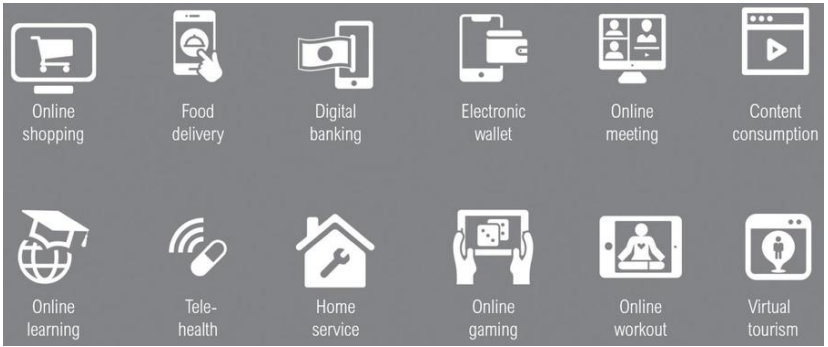 Online
shopping
Food
delivery
Digital
banking
Electronic
wallet
Online
meeting
Content
consumption
Online
learning
Tele-
health
Home
service
Online
gaming
Online
workout
Virtual
tourism